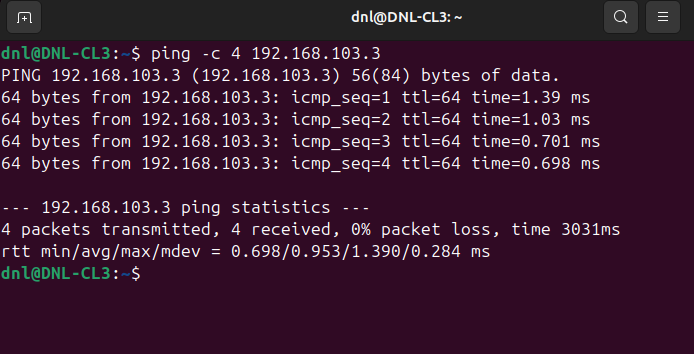 dnl@DNL-CL3: ~
dnl@DNL-CL3:~$ ping -c 4 192.168.103.3
PING 192.168.103.3 (192.168.103.3) 56(84) bytes of data.
64 bytes from 192.168.103.3: icmp_seq=1 ttl=64 time=1.39 ms
64 bytes from 192.168.103.3: icmp_seq=2 ttl=64 time=1.03 ms
64 bytes from 192.168.103.3: icmp_seq=3 ttl=64 time=0.701 ms
64 bytes from 192.168.103.3: icmp_seq=4 ttl=64 time=0.698 ms

--- 192.168.103.3 ping statistics ---
4 packets transmitted, 4 received, 0% packet loss, time 3031ms
rtt min/avg/max/mdev = 0.698/0.953/1.390/0.284 ms
dnl@DNL-CL3:~$